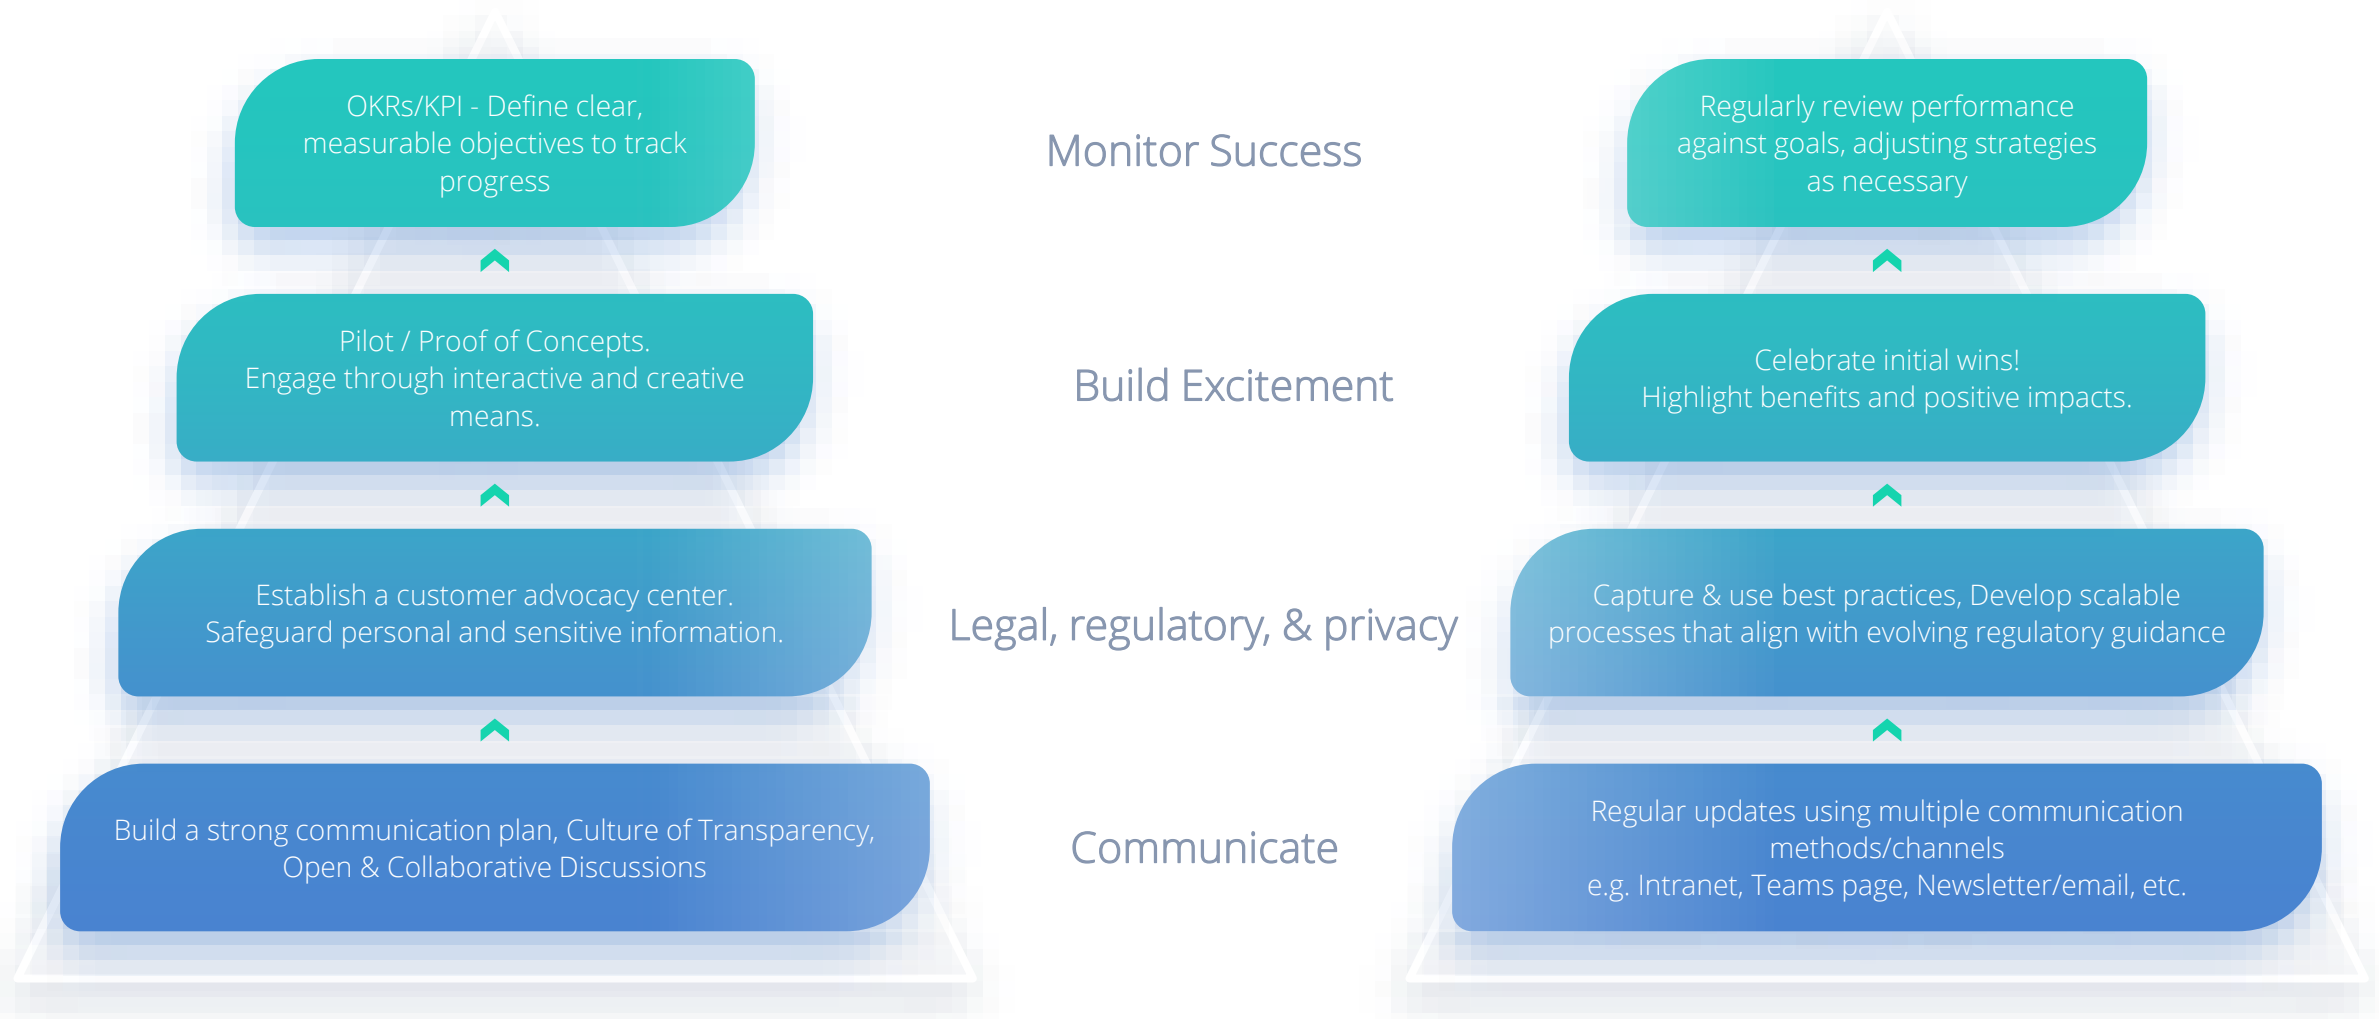 OKRs/KPI - Define clear,
measurable objectives to track
progress
Monitor Success
Regularly review performance
against goals, adjusting strategies
as necessary
Pilot / Proof of Concepts.
Engage through interactive and creative
means.
Build Excitement
Celebrate initial wins!
Highlight benefits and positive impacts.
Establish a customer advocacy center.
Safeguard personal and sensitive information.
Legal, regulatory, & privacy
Capture & use best practices, Develop scalable
processes that align with evolving regulatory guidance
Build a strong communication plan, Culture of Transparency,
Open & Collaborative Discussions
Communicate
Regular updates using multiple communication
methods/channels
e.g. Intranet, Teams page, Newsletter/email, etc.